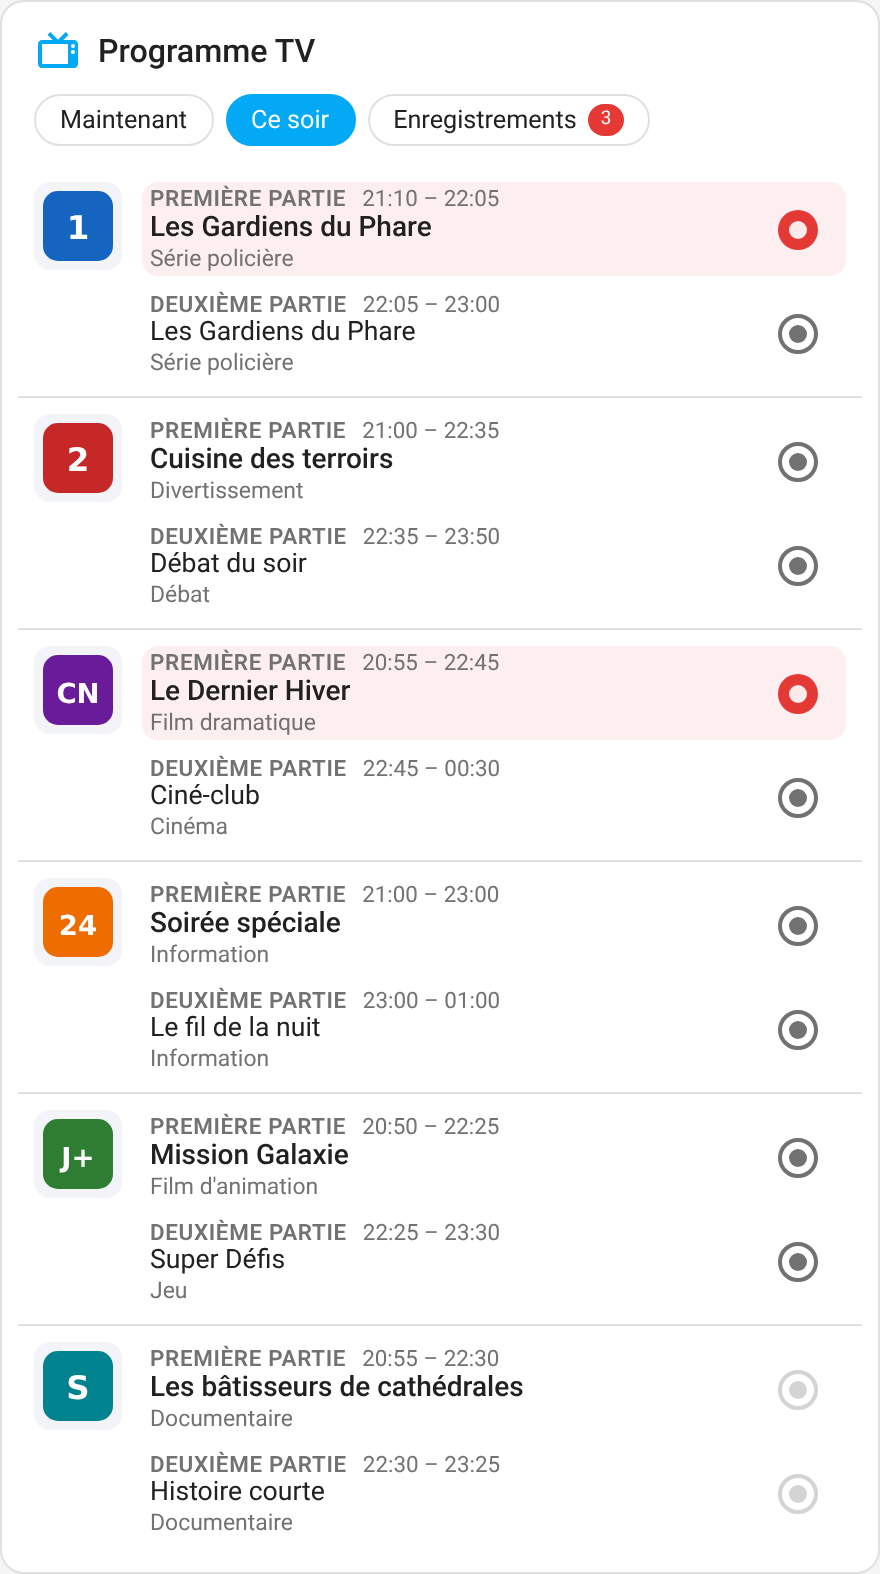 Programme TV
Maintenant
Ce soir
Enregistrements 3
1
PREMIÈRE PARTIE 21:10 – 22:05
Les Gardiens du Phare
Série policière
DEUXIÈME PARTIE 22:05 – 23:00
Les Gardiens du Phare
Série policière
2
PREMIÈRE PARTIE 21:00 – 22:35
Cuisine des terroirs
Divertissement
DEUXIÈME PARTIE 22:35 – 23:50
Débat du soir
Débat
CN
PREMIÈRE PARTIE 20:55 – 22:45
Le Dernier Hiver
Film dramatique
DEUXIÈME PARTIE 22:45 – 00:30
Ciné-club
Cinéma
24
PREMIÈRE PARTIE 21:00 – 23:00
Soirée spéciale
Information
DEUXIÈME PARTIE 23:00 – 01:00
Le fil de la nuit
Information
J+
PREMIÈRE PARTIE 20:50 – 22:25
Mission Galaxie
Film d'animation
DEUXIÈME PARTIE 22:25 – 23:30
Super Défis
Jeu
S
PREMIÈRE PARTIE 20:55 – 22:30
Les bâtisseurs de cathédrales
Documentaire
DEUXIÈME PARTIE 22:30 – 23:25
Histoire courte
Documentaire